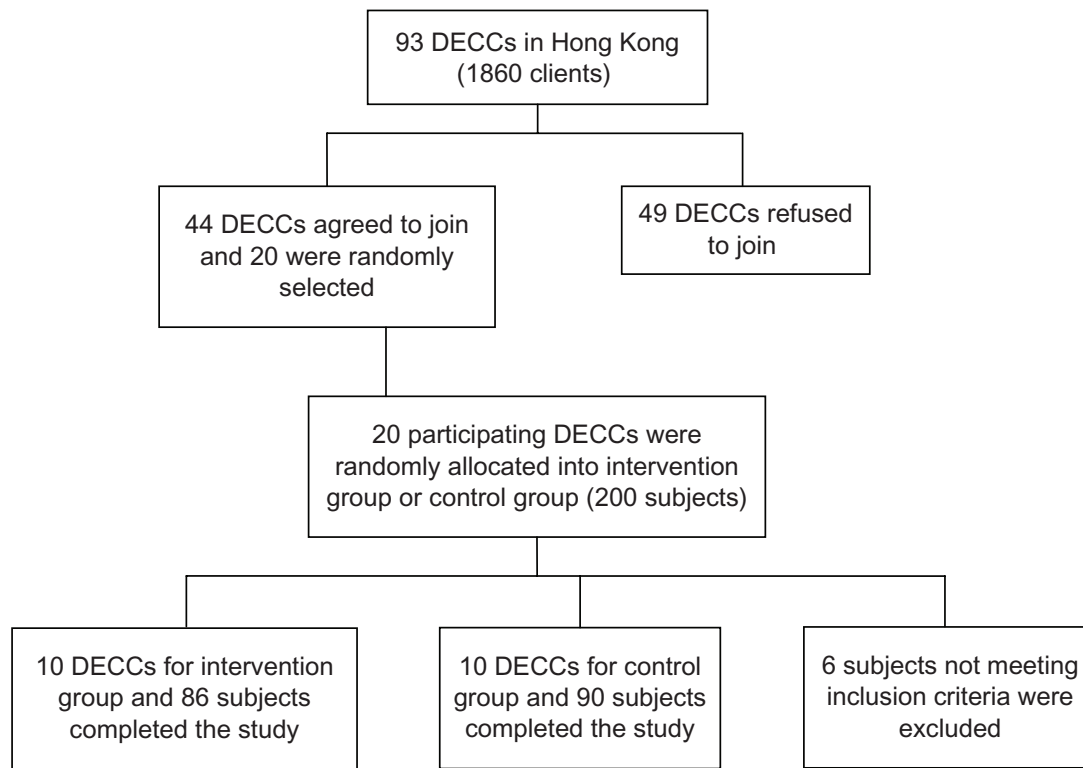 93 DECCs in Hong Kong
(1860 clients)
44 DECCs agreed to join
and 20 were randomly
selected
49 DECCs refused
to join
20 participating DECCs were
randomly allocated into intervention
group or control group (200 subjects)
10 DECCs for intervention
group and 86 subjects
completed the study
10 DECCs for control
group and 90 subjects
completed the study
6 subjects not meeting
inclusion criteria were
excluded